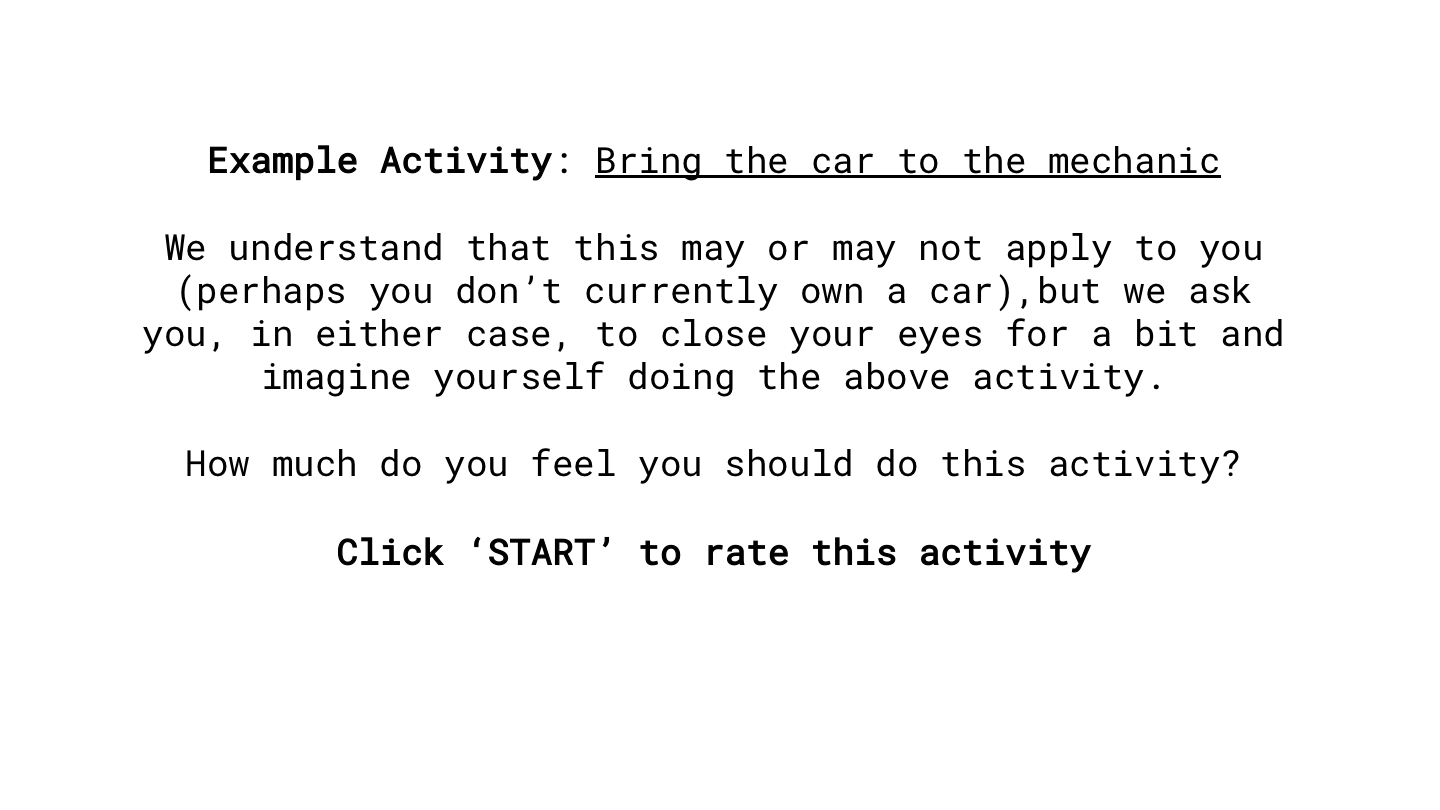 Example Activity: Bring the car to the mechanic
We understand that this may or may not apply to you
(perhaps you don’t currently own a car),but we ask
you, in either case, to close your eyes for a bit and
imagine yourself doing the above activity.
How much do you feel you should do this activity?
Click ‘START’ to rate this activity